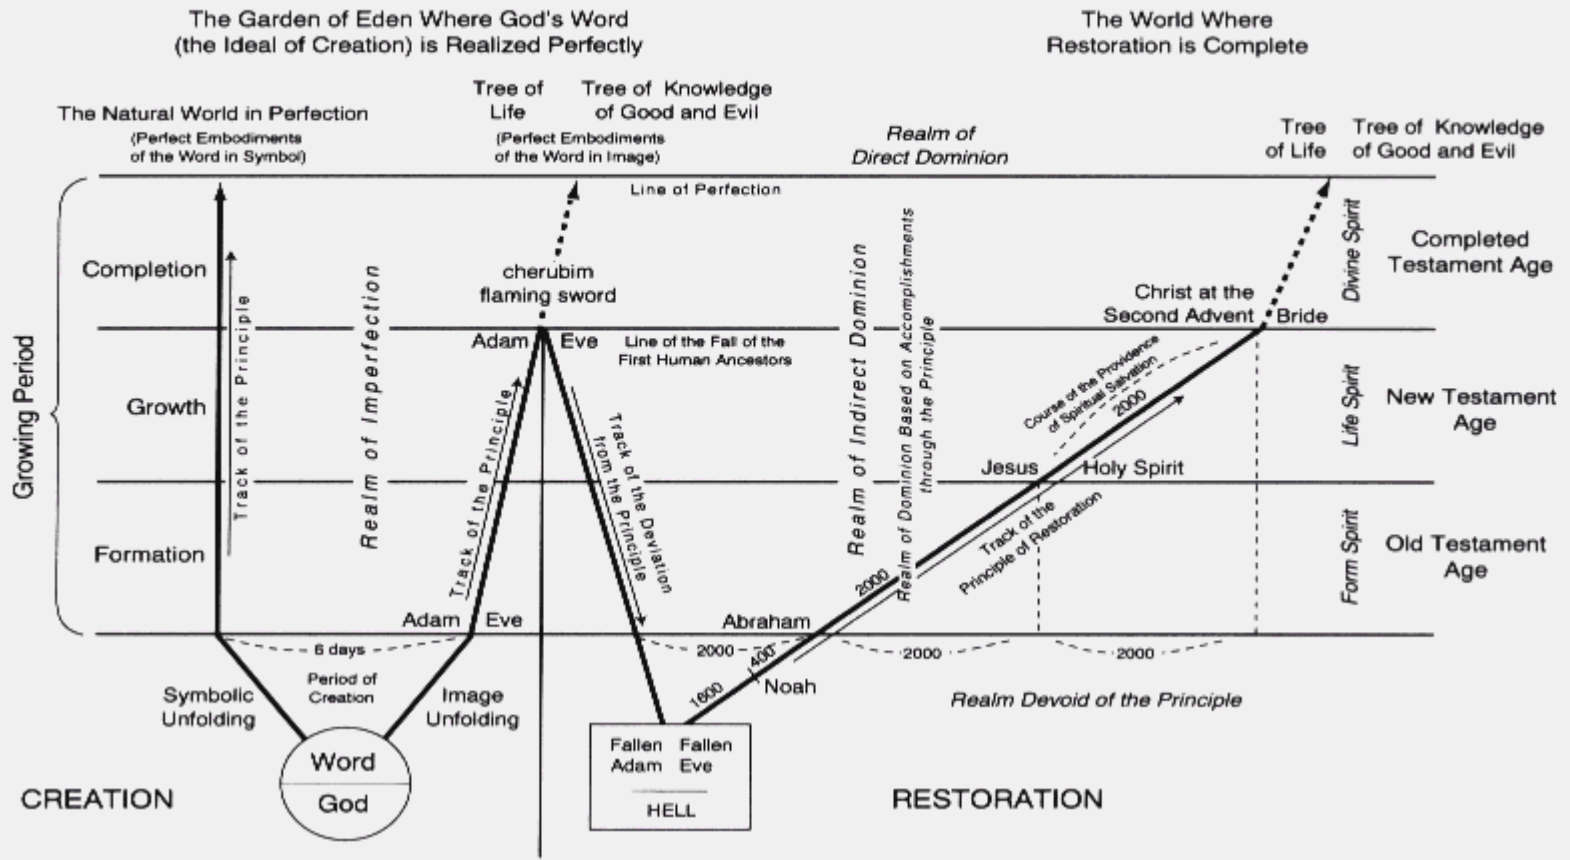 The Garden of Eden Where God's Word
(the Ideal of Creation) is Realized Perfectly
The World Where
Restoration is Complete
The Natural World in Perfection
(Perfect Embodiments
of the Word in Symbol)
Tree of
Life
Tree of Knowledge
of Good and Evil
(Perfect Embodiments
of the Word in Image)
Realm of
Direct Dominion
Tree
of Life
Tree of Knowledge
of Good and Evil
Line of Perfection
Growing Period
Completion
Growth
Formation
Track of the Principle
Realm of Imperfection
Track of the Principle
cherubim
flaming sword
Adam
Eve
Line of the Fall of the
First Human Ancestors
Track of the Deviation
from the Principle
Realm of Indirect Dominion
Realm of Dominion Based on Accomplishments
through the Principle
Christ at the
Second Advent
Bride
Course of the Providence
of Spiritual Salvation
2000
Jesus
Holy Spirit
Track of the
Principle of Restoration
2000
Divine Spirit
Life Spirit
Form Spirit
Completed
Testament Age
New Testament
Age
Old Testament
Age
Adam
Eve
Abraham
6 days
Period of
Creation
2000
2000
2000
400
1600
Noah
Symbolic
Unfolding
Image
Unfolding
Realm Devoid of the Principle
Word
God
Fallen
Adam
Fallen
Eve
HELL
CREATION
RESTORATION